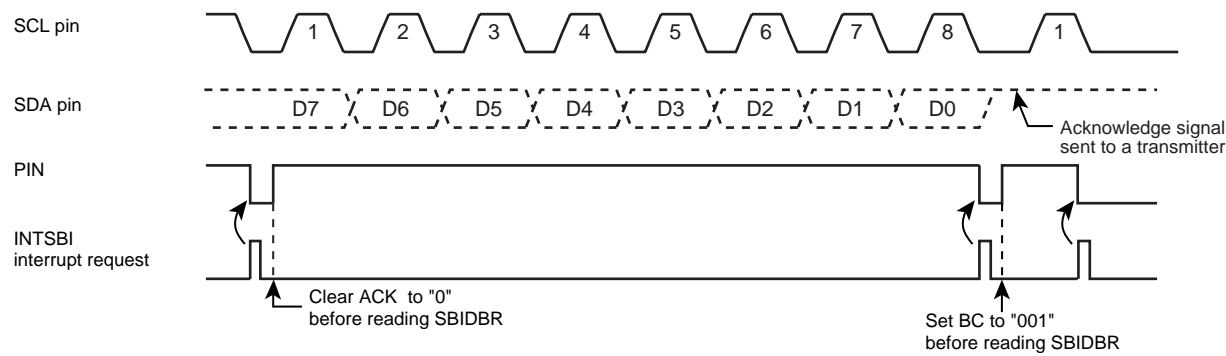 SCL pin
1 2 3 4 5 6 7 8 1
SDA pin
D7 D6 D5 D4 D3 D2 D1 D0
Acknowledge signal
sent to a transmitter
PIN
INTSBI
interrupt request
Clear ACK to "0"
before reading SBIDBR
Set BC to "001"
before reading SBIDBR